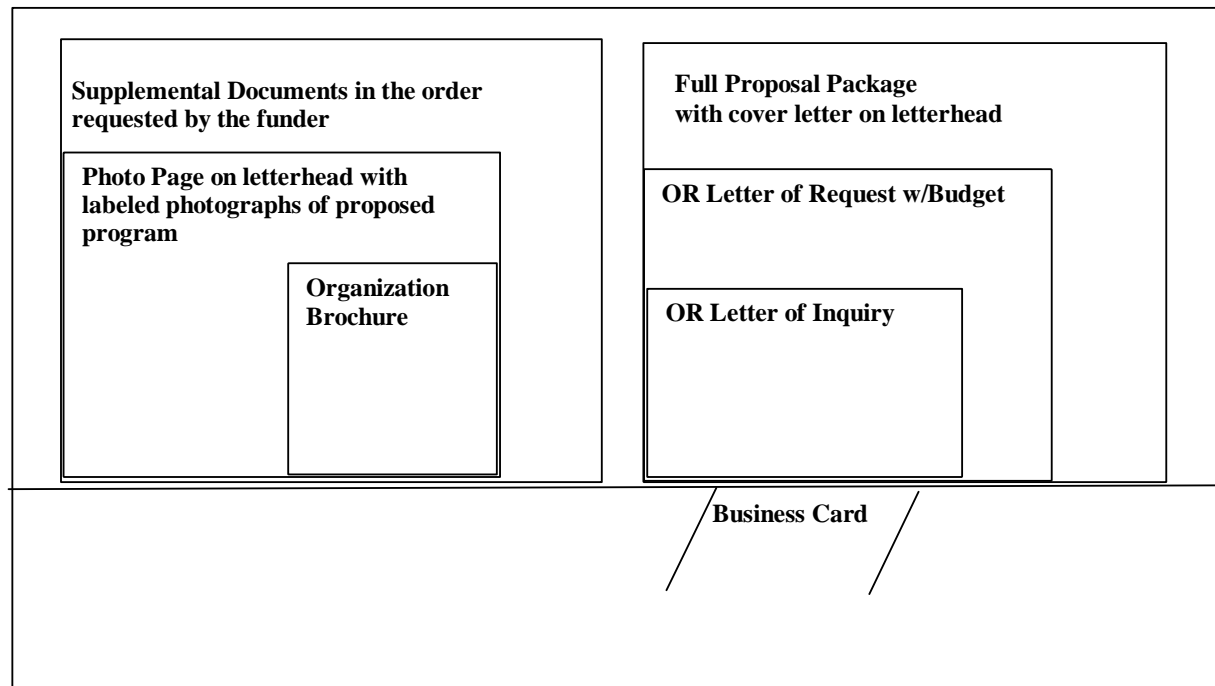 Supplemental Documents in the order
requested by the funder
Photo Page on letterhead with
labeled photographs of proposed
program
Organization
Brochure
Full Proposal Package
with cover letter on letterhead
OR Letter of Request w/Budget
OR Letter of Inquiry
Business Card